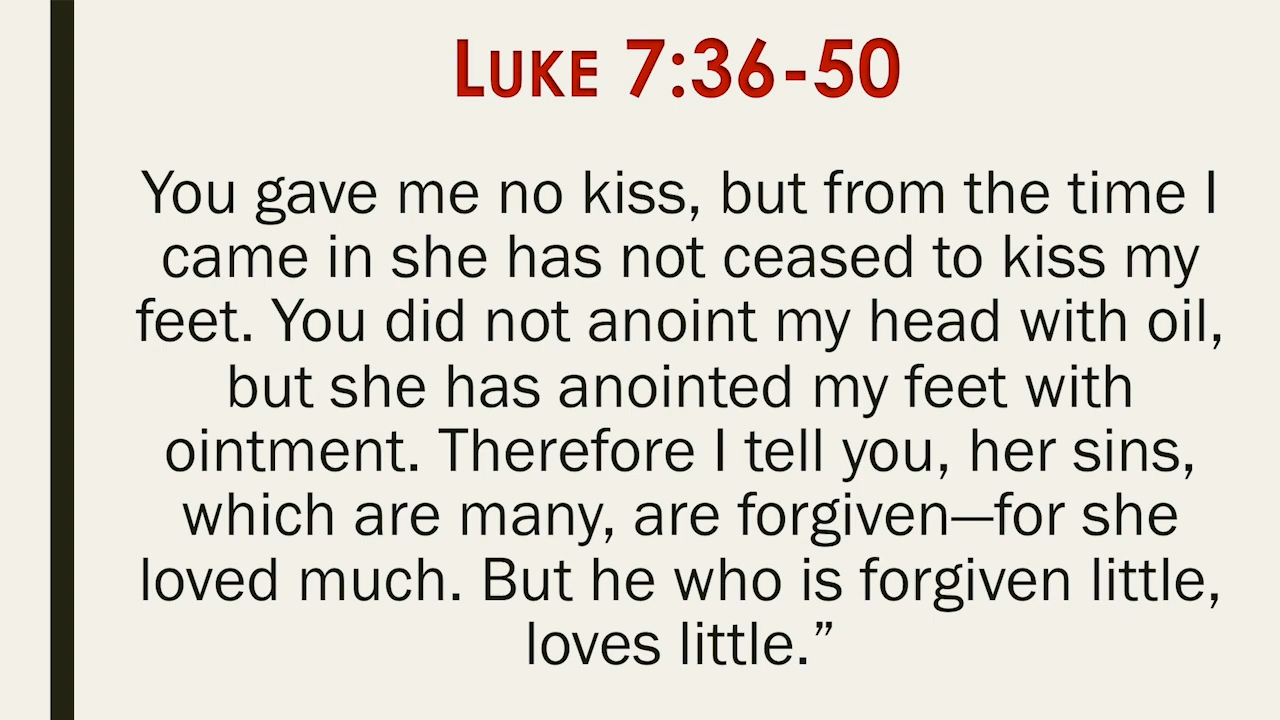 Luke 7:36-50
You gave me no kiss, but from the time I
came in she has not ceased to kiss my
feet. You did not anoint my head with oil,
but she has anointed my feet with
ointment. Therefore I tell you, her sins,
which are many, are forgiven—for she
loved much. But he who is forgiven little,
loves little.”